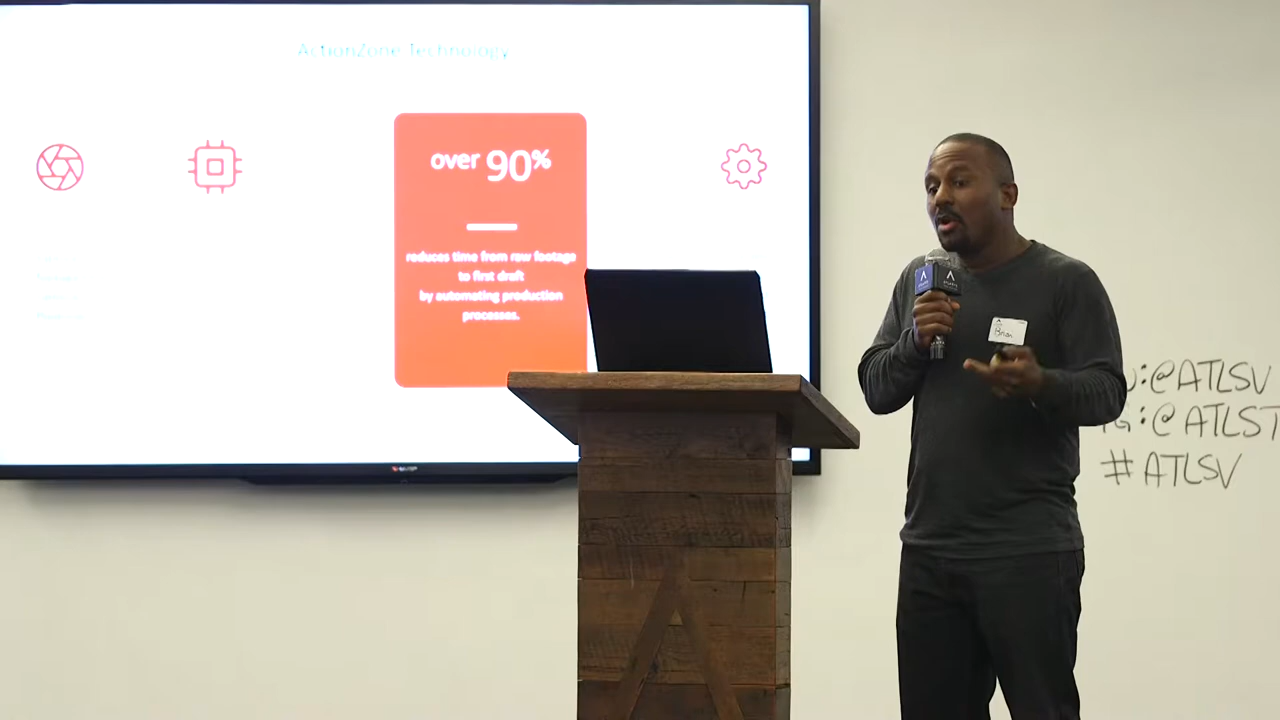 ActionZone Technology
over 90%
reduces time from raw footage
to first draft
by automating production
processes.
Brian
:@ATLSV
IG:@ATLST
#ATLSV